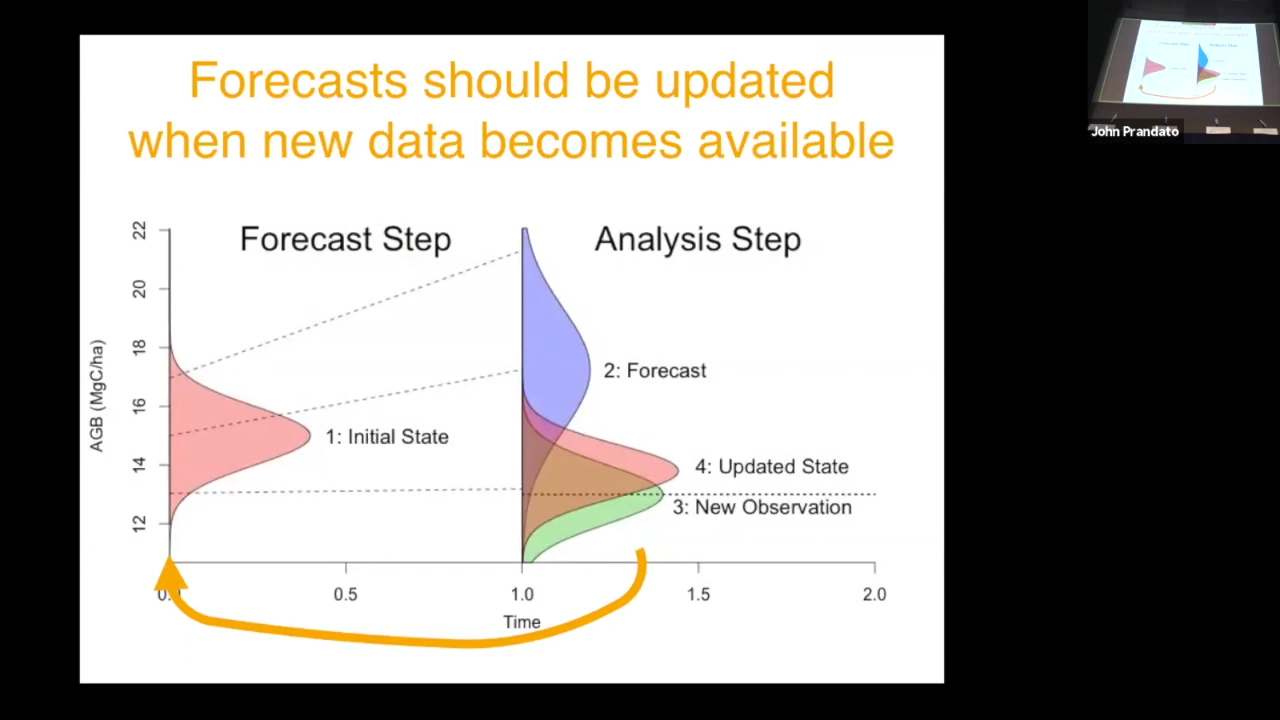 Forecasts should be updated
when new data becomes available
Forecast Step
Analysis Step
22
20
18
16
14
12
AGB (MgC/ha)
1: Initial State
2: Forecast
4: Updated State
3: New Observation
0.5
1.0
1.5
2.0
Time
John Prandato